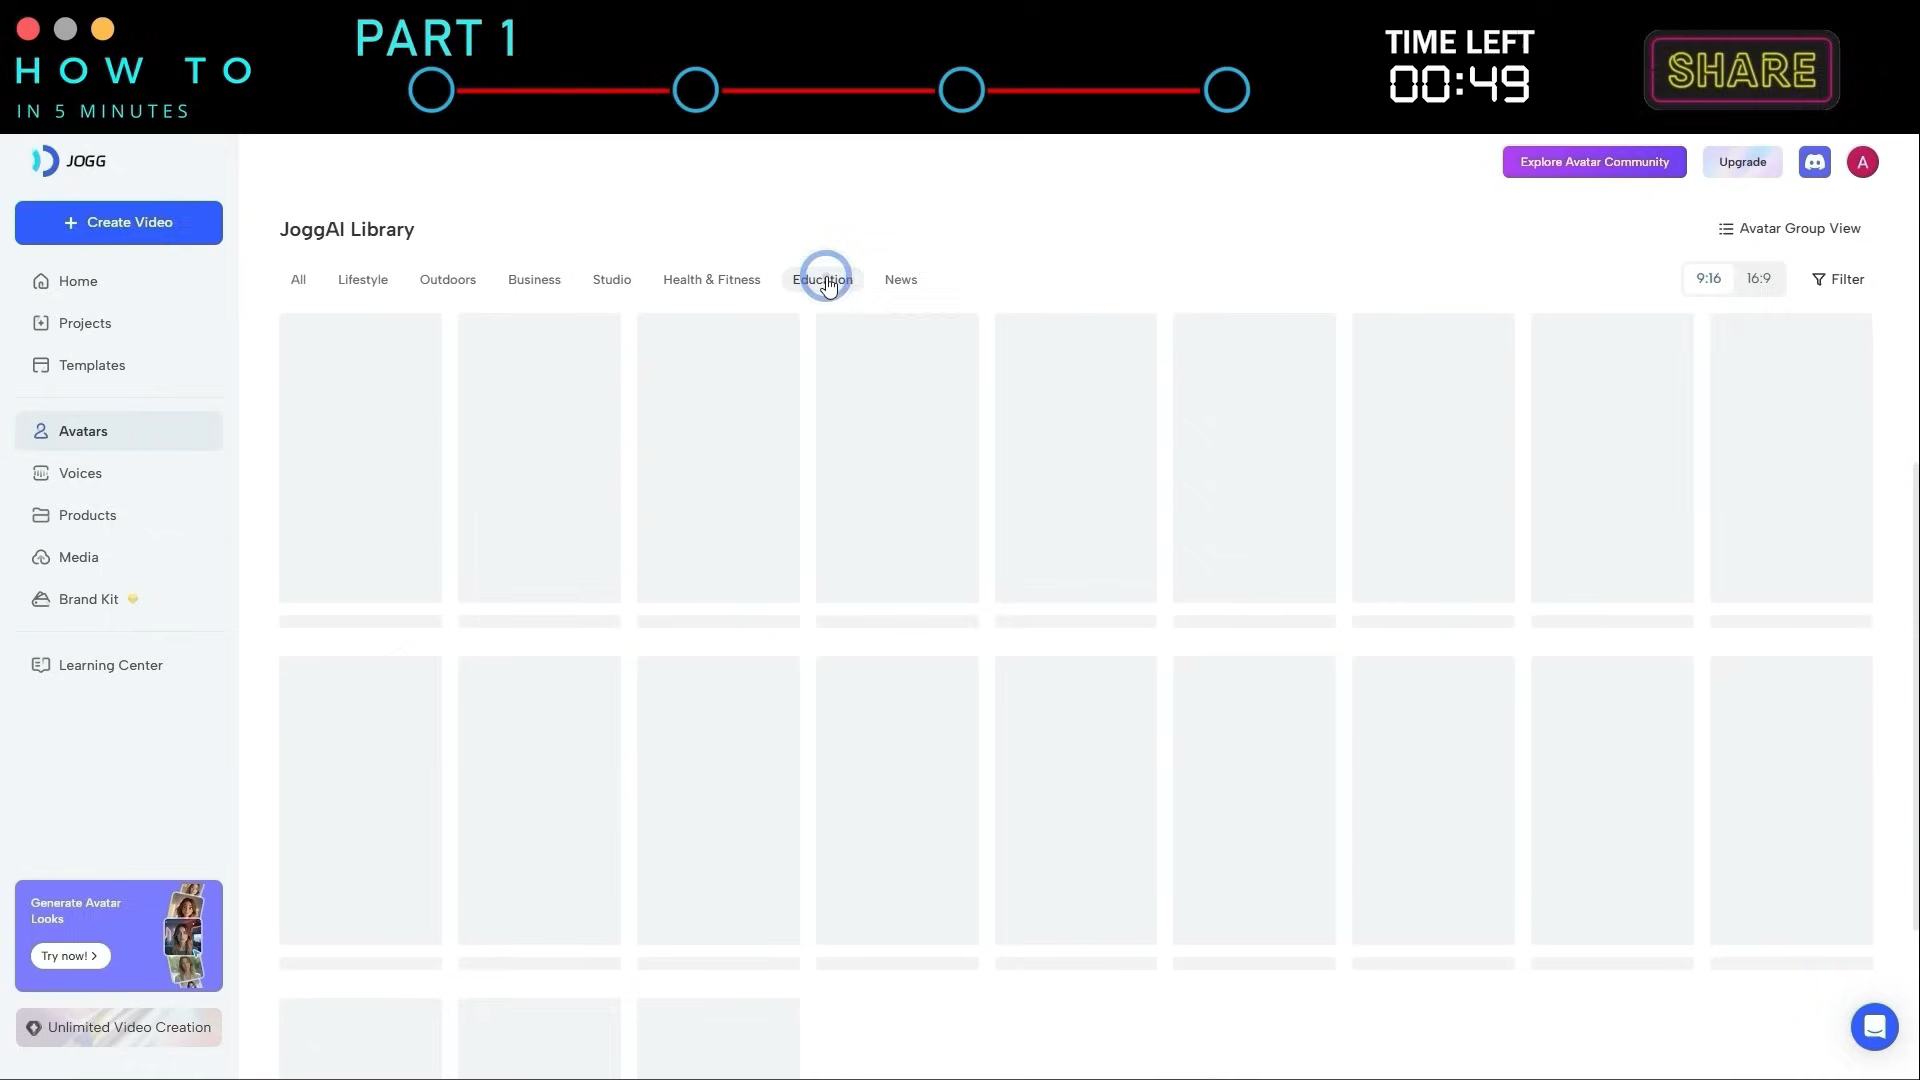 HOW TO
IN 5 MINUTES
PART 1
TIME LEFT
00:49
SHARE
JOGG
Explore Avatar Community
Upgrade
A
+ Create Video
Home
Projects
Templates
Avatars
Voices
Products
Media
Brand Kit
Learning Center
JoggAI Library
Avatar Group View
All
Lifestyle
Outdoors
Business
Studio
Health & Fitness
Education
News
9:16
16:9
Filter
Generate Avatar
Looks
Try now! >
Unlimited Video Creation